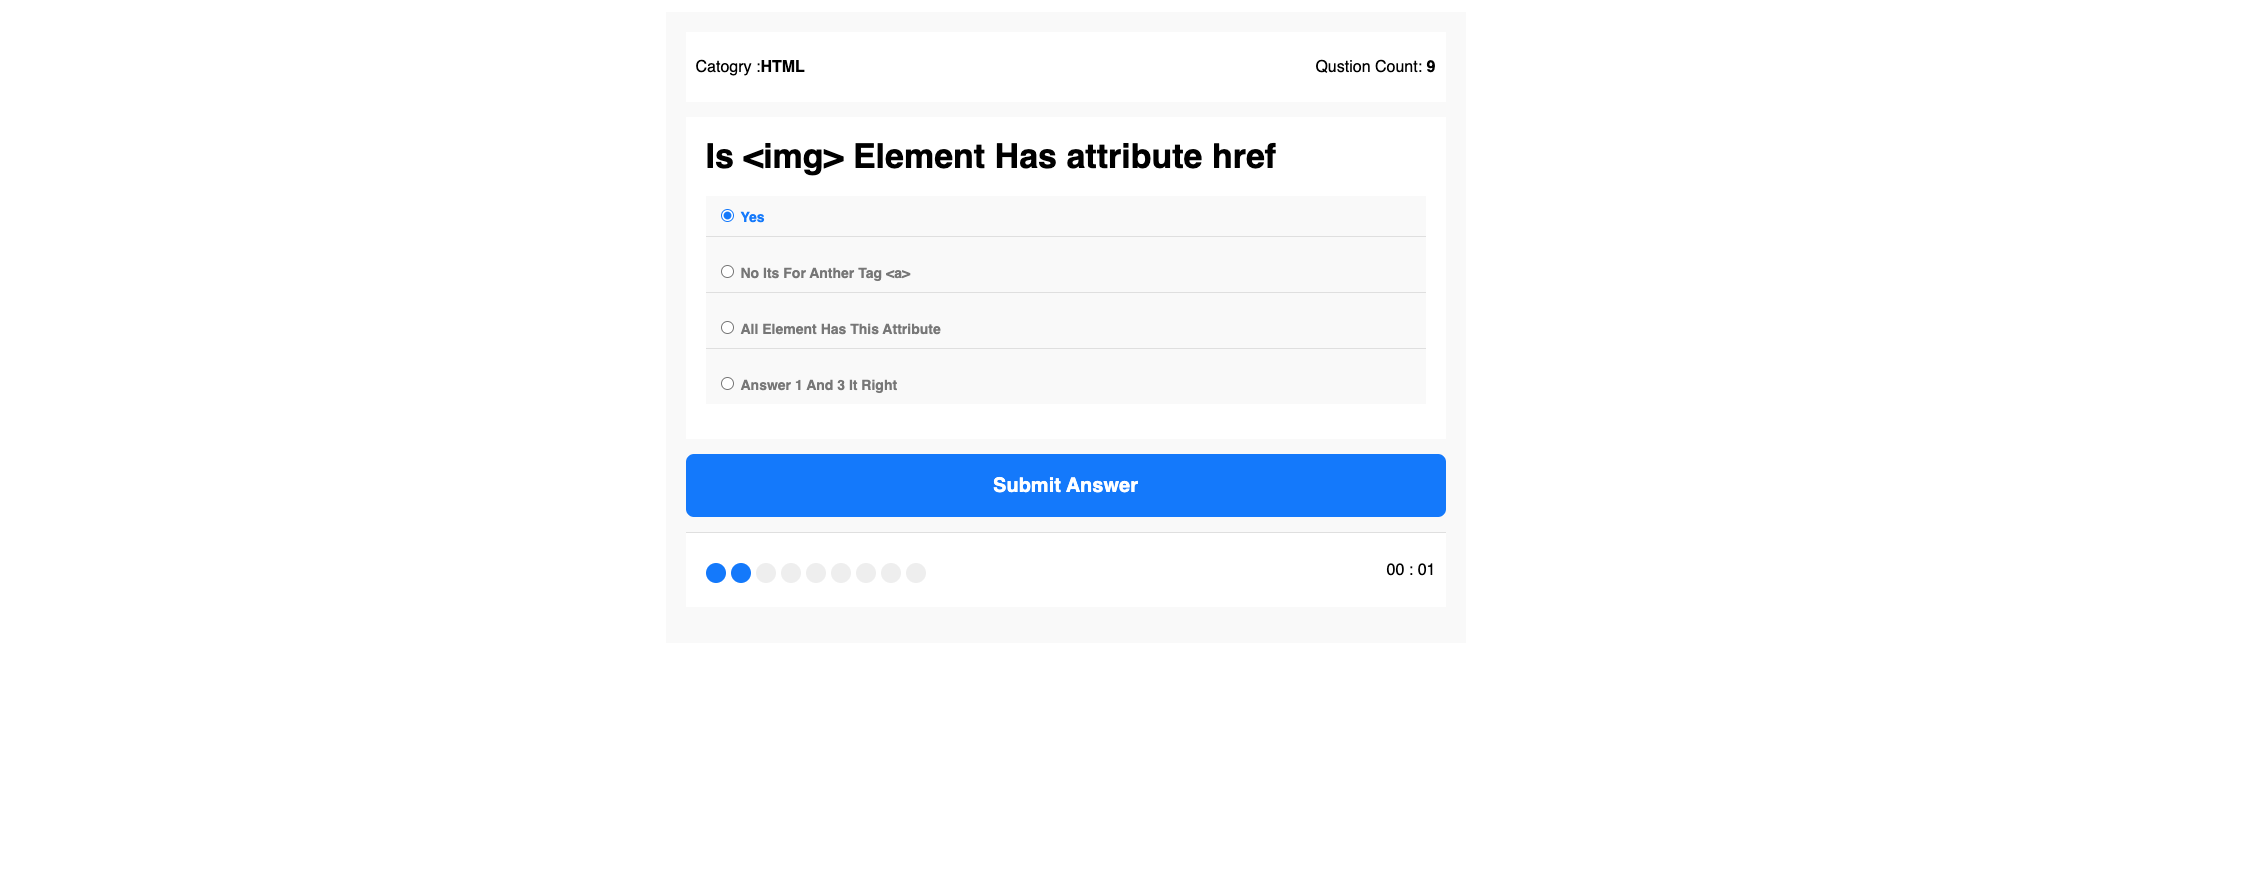 Catogry :HTML
Qustion Count: 9
Is <img> Element Has attribute href
Yes
No Its For Anther Tag <a>
All Element Has This Attribute
Answer 1 And 3 It Right
Submit Answer
00 : 01